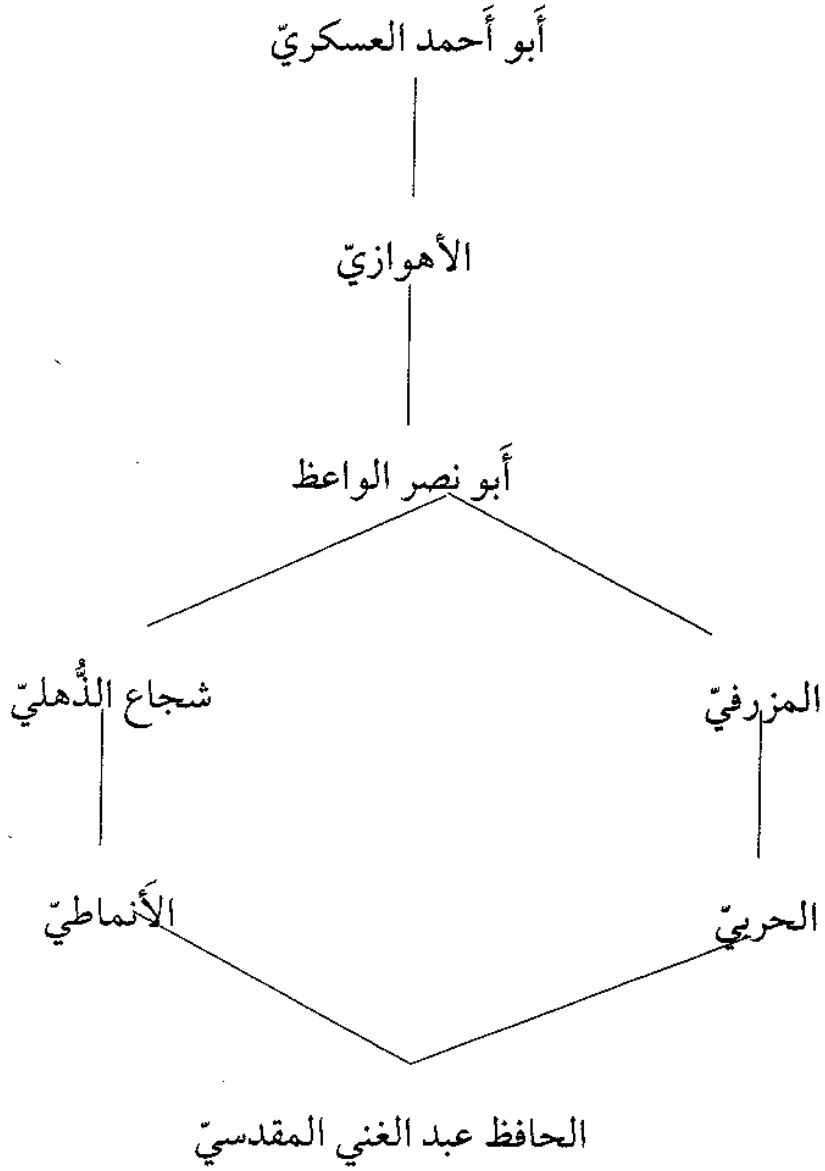 أَبو أَحمد العسكريّ
الأهوازيّ
أَبو نصر الواعظ
المزرفيّ
شجاع الذُّهليّ
الحربيّ
الأَنماطيّ
الحافظ عبد الغني المقدسيّ